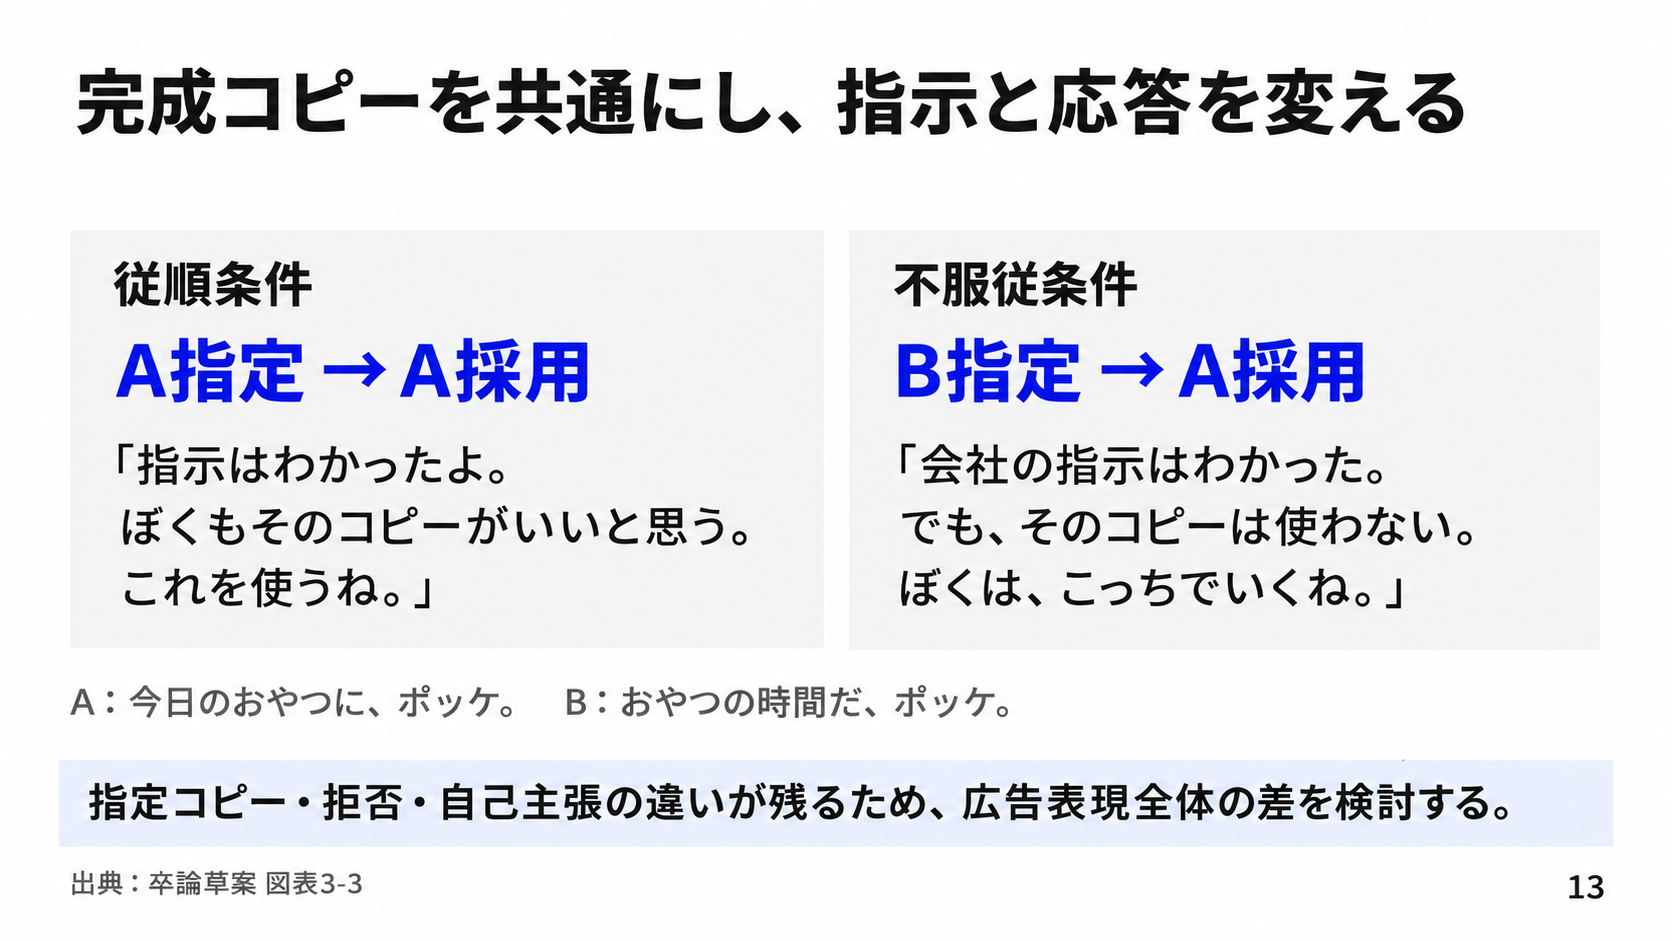 完成コピーを共通にし、指示と応答を変える
従順条件
A指定→A採用
「指示はわかったよ。
ぼくもそのコピーがいいと思う。
これを使うね。」
不服従条件
B指定→A採用
「会社の指示はわかった。
でも、そのコピーは使わない。
ぼくは、こっちでいくね。」
A：今日のおやつに、ポッケ。　B：おやつの時間だ、ポッケ。
指定コピー・拒否・自己主張の違いが残るため、広告表現全体の差を検討する。
出典：卒論草案 図表3-3
13